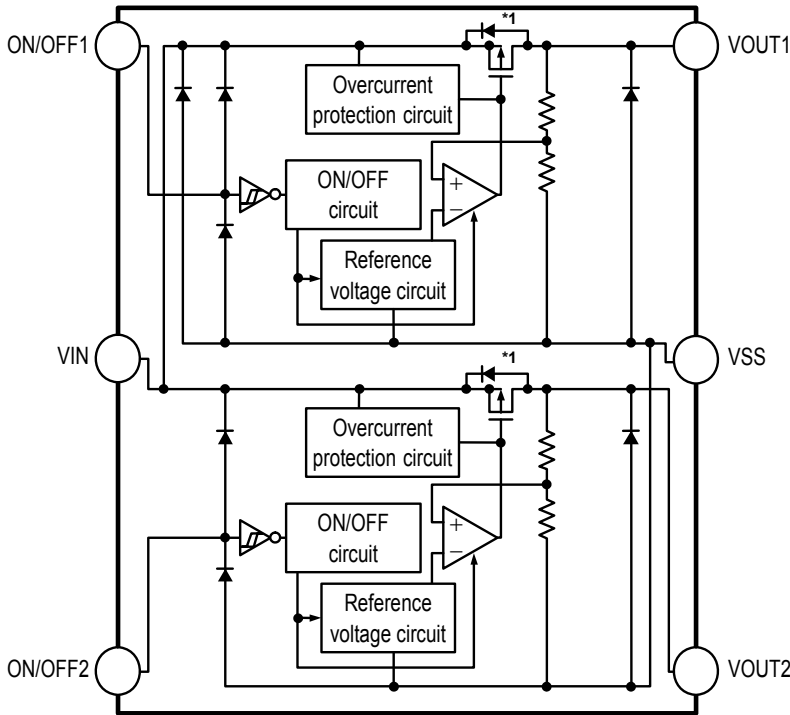 ON/OFF1
*1
VOUT1
Overcurrent
protection circuit
ON/OFF
circuit
+
−
Reference
voltage circuit
VIN
*1
VSS
Overcurrent
protection circuit
ON/OFF
circuit
+
−
Reference
voltage circuit
ON/OFF2
VOUT2